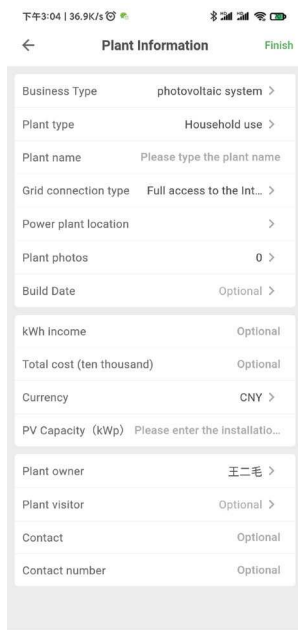 下午3:04 | 36.9K/s
Plant Information
Finish
Business Type photovoltaic system >
Plant type Household use >
Plant name Please type the plant name
Grid connection type Full access to the Int... >
Power plant location >
Plant photos 0 >
Build Date Optional >
kWh income Optional
Total cost (ten thousand) Optional
Currency CNY >
PV Capacity（kWp） Please enter the installatio...
Plant owner 王二毛 >
Plant visitor Optional >
Contact Optional
Contact number Optional